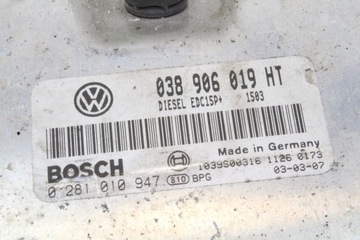 038 906 019 HT
DIESEL EDC15P+ 1503
Made in Germany
BOSCH
1039S00316 1126 0173
0 281 010 947 810 BPG
03-03-07